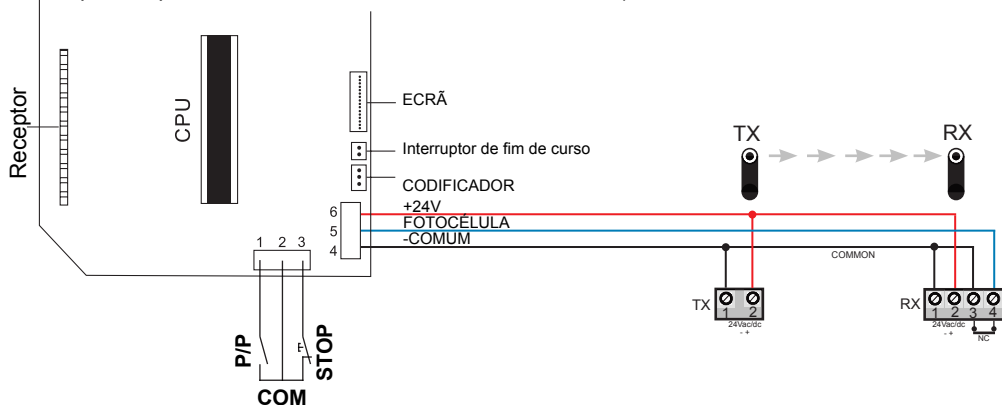 Receptor
CPU
ECRÃ
Interruptor de fim de curso
CODIFICADOR
6 +24V
5 FOTOCÉLULA
4 -COMUM
TX
RX
COMMON
1 2 3
P/P
STOP
COM
TX
1 2
24Vac/dc
- +
RX
1 2 3 4
24Vac/dc
- +
NC